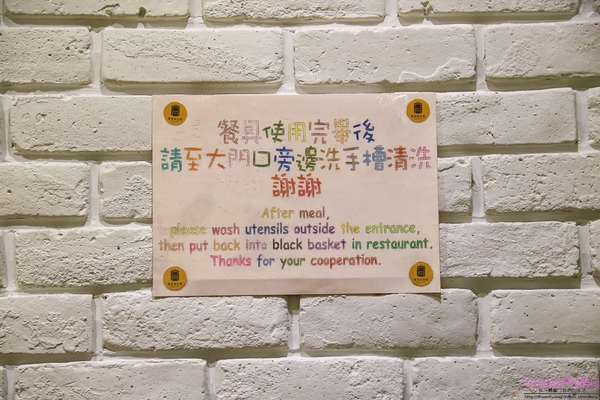 餐具使用完畢後
請至大門口旁邊洗手槽清洗
謝謝
After meal,
please wash utensils outside the entrance,
then put back into black basket in restaurant.
Thanks for your cooperation.